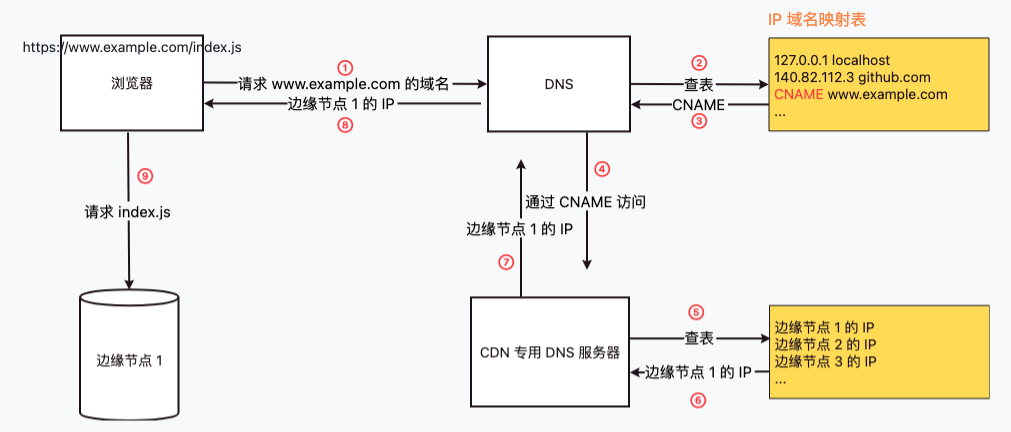 IP 域名映射表
https://www.example.com/index.js
浏览器
①
请求 www.example.com 的域名
边缘节点 1 的 IP
⑧
DNS
②
查表
CNAME
③
127.0.0.1 localhost
140.82.112.3 github.com
CNAME www.example.com
...
⑨
请求 index.js
④
通过 CNAME 访问
边缘节点 1 的 IP
⑦
边缘节点 1
CDN 专用 DNS 服务器
⑤
查表
边缘节点 1 的 IP
⑥
边缘节点 1 的 IP
边缘节点 2 的 IP
边缘节点 3 的 IP
...